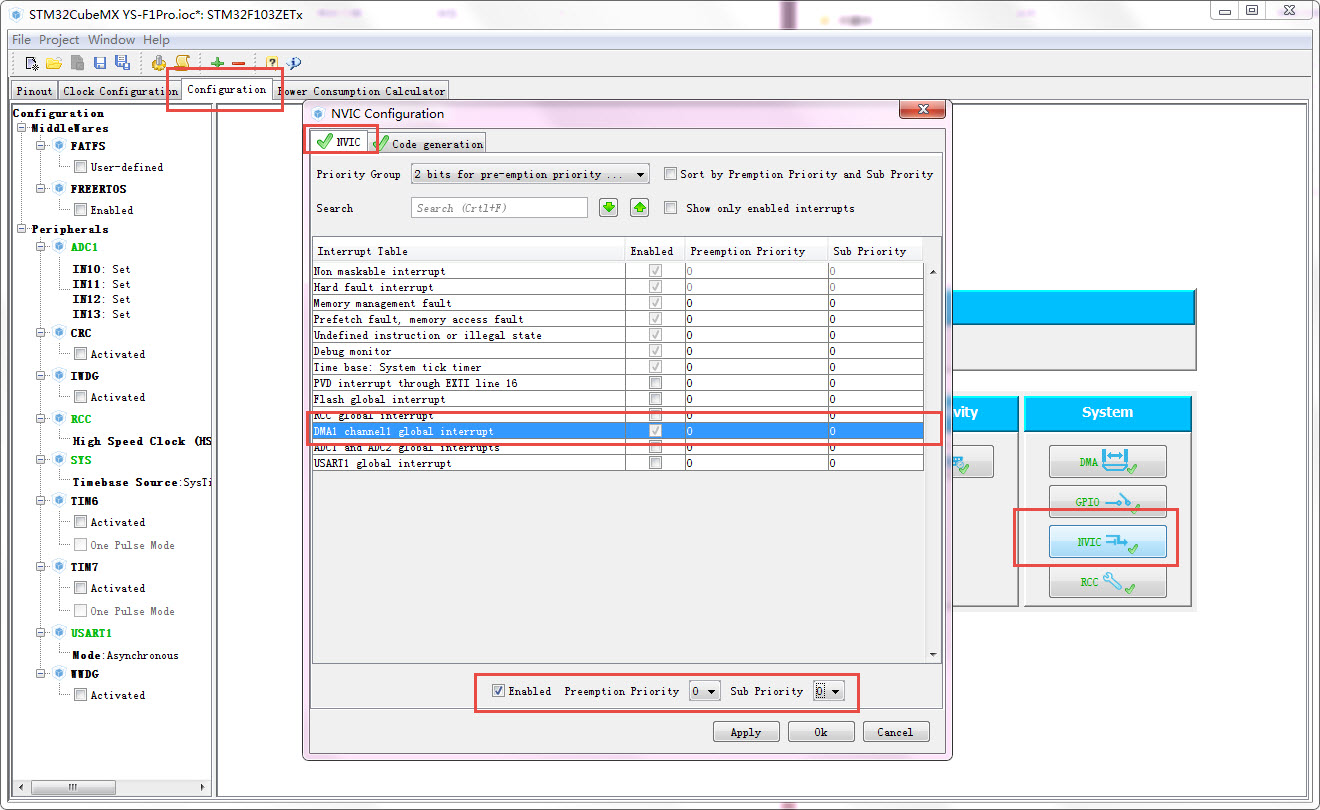 STM32CubeMX YS-F1Pro.ioc*: STM32F103ZETx
File Project Window Help
Pinout Clock Configuration Configuration Power Consumption Calculator
Configuration
MiddleWares
FATFS
User-defined
FREERTOS
Enabled
Peripherals
ADC1
IN10: Set
IN11: Set
IN12: Set
IN13: Set
CRC
Activated
IWDG
Activated
RCC
High Speed Clock (HS
SYS
Timebase Source:SysTi
TIM6
Activated
One Pulse Mode
TIM7
Activated
One Pulse Mode
USART1
Mode:Asynchronous
WWDG
Activated
NVIC Configuration
NVIC Code generation
Priority Group 2 bits for pre-emption priority ... Sort by Premption Priority and Sub Prority
Search Search (Crtl+F) Show only enabled interrupts
Interrupt Table Enabled Preemption Priority Sub Priority
Non maskable interrupt 0 0
Hard fault interrupt 0 0
Memory management fault 0 0
Prefetch fault, memory access fault 0 0
Undefined instruction or illegal state 0 0
Debug monitor 0 0
Time base: System tick timer 0 0
PVD interrupt through EXTI line 16 0 0
Flash global interrupt 0 0
RCC global interrupt 0 0
DMA1 channel1 global interrupt 0 0
ADC1 and ADC2 global interrupts 0 0
USART1 global interrupt 0 0
Enabled Preemption Priority 0 Sub Priority 0
Apply Ok Cancel
vity
System
DMA
GPIO
NVIC
RCC